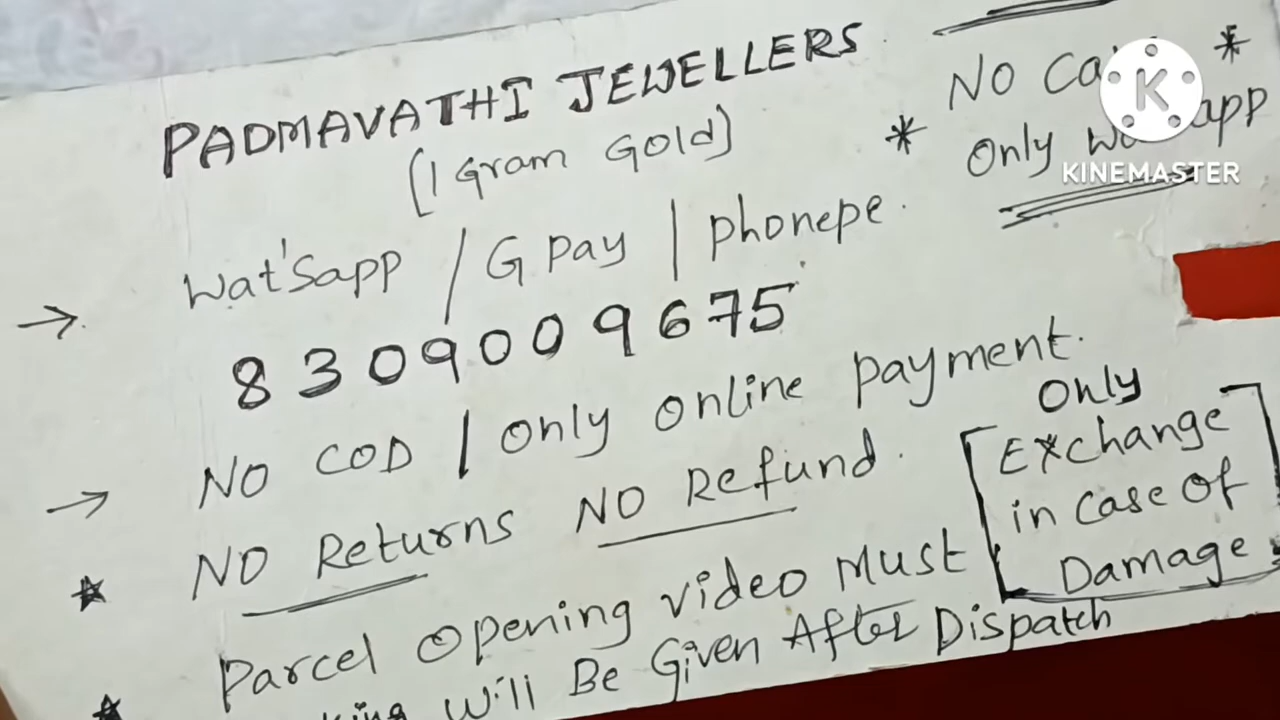 PADMAVATHI JEWELLERS
(1 Gram Gold)
NO
*
* Only
KINEMASTER
→ Wat'sapp / G pay | phonepe.
8309009675
→ NO COD | Only Online payment.
* NO Returns NO Refund.
Only
[Exchange
in Case Of
Damage]
Parcel Opening video Must
* Will Be Given After Dispatch